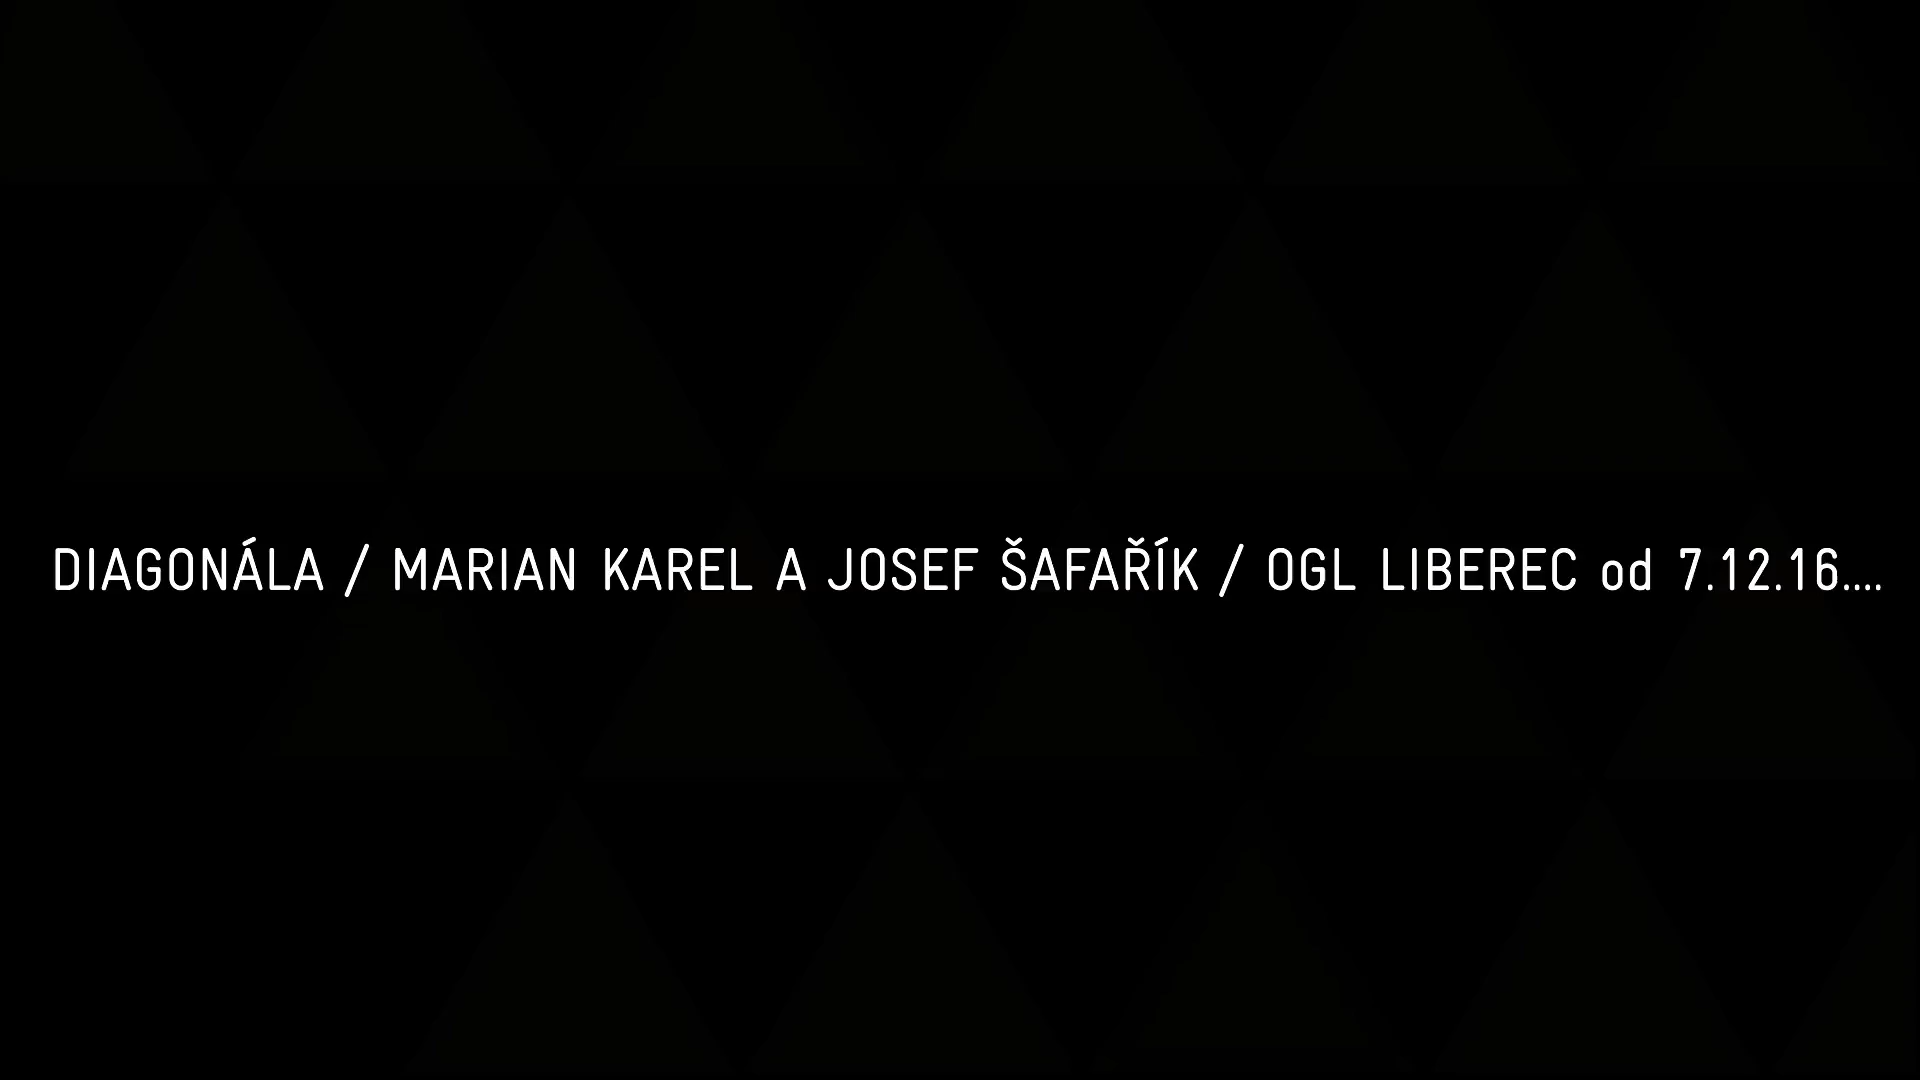 DIAGONÁLA / MARIAN KAREL A JOSEF ŠAFAŘÍK / OGL LIBEREC od 7.12.16....